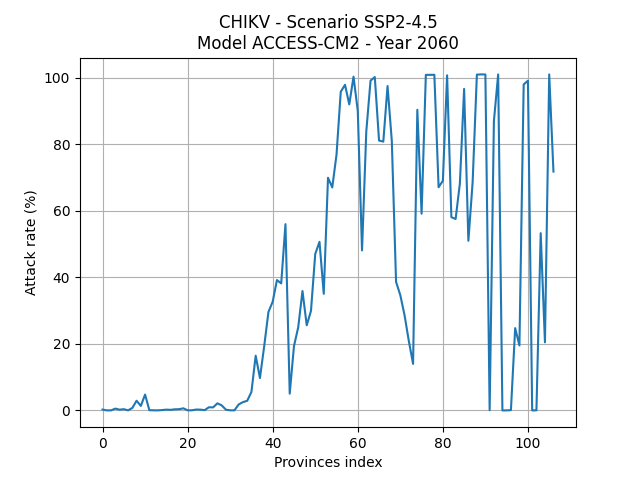 CHIKV - Scenario SSP2-4.5
Model ACCESS-CM2 - Year 2060
100
80
60
40
20
0
Attack rate (%)
0 20 40 60 80 100
Provinces index